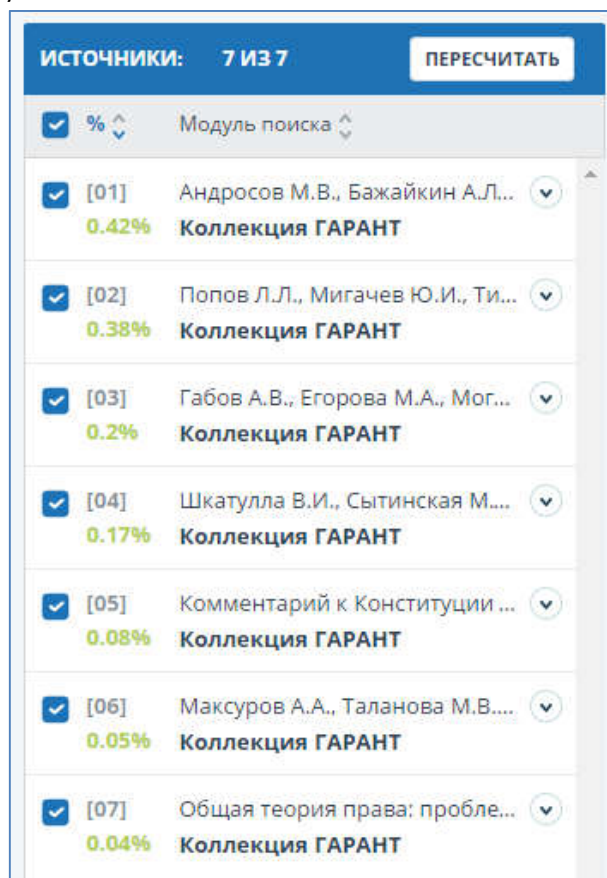 ИСТОЧНИКИ: 7 ИЗ 7 ПЕРЕСЧИТАТЬ
% Модуль поиска
[01] Андросов М.В., Бажайкин А.Л...
0.42% Коллекция ГАРАНТ
[02] Попов Л.Л., Мигачев Ю.И., Ти...
0.38% Коллекция ГАРАНТ
[03] Габов А.В., Егорова М.А., Мог...
0.2% Коллекция ГАРАНТ
[04] Шкатулла В.И., Сытинская М....
0.17% Коллекция ГАРАНТ
[05] Комментарий к Конституции ...
0.08% Коллекция ГАРАНТ
[06] Максуров А.А., Таланова М.В....
0.05% Коллекция ГАРАНТ
[07] Общая теория права: пробле...
0.04% Коллекция ГАРАНТ